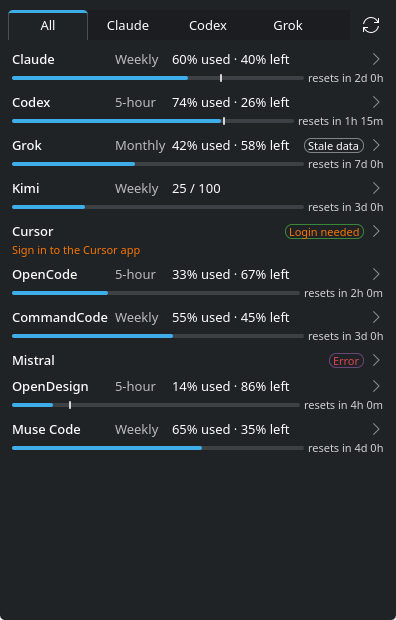 All Claude Codex Grok
Claude Weekly 60% used · 40% left
resets in 2d 0h
Codex 5-hour 74% used · 26% left
resets in 1h 15m
Grok Monthly 42% used · 58% left Stale data
resets in 7d 0h
Kimi Weekly 25 / 100
resets in 3d 0h
Cursor Login needed
Sign in to the Cursor app
OpenCode 5-hour 33% used · 67% left
resets in 2h 0m
CommandCode Weekly 55% used · 45% left
resets in 3d 0h
Mistral Error
OpenDesign 5-hour 14% used · 86% left
resets in 4h 0m
Muse Code Weekly 65% used · 35% left
resets in 4d 0h